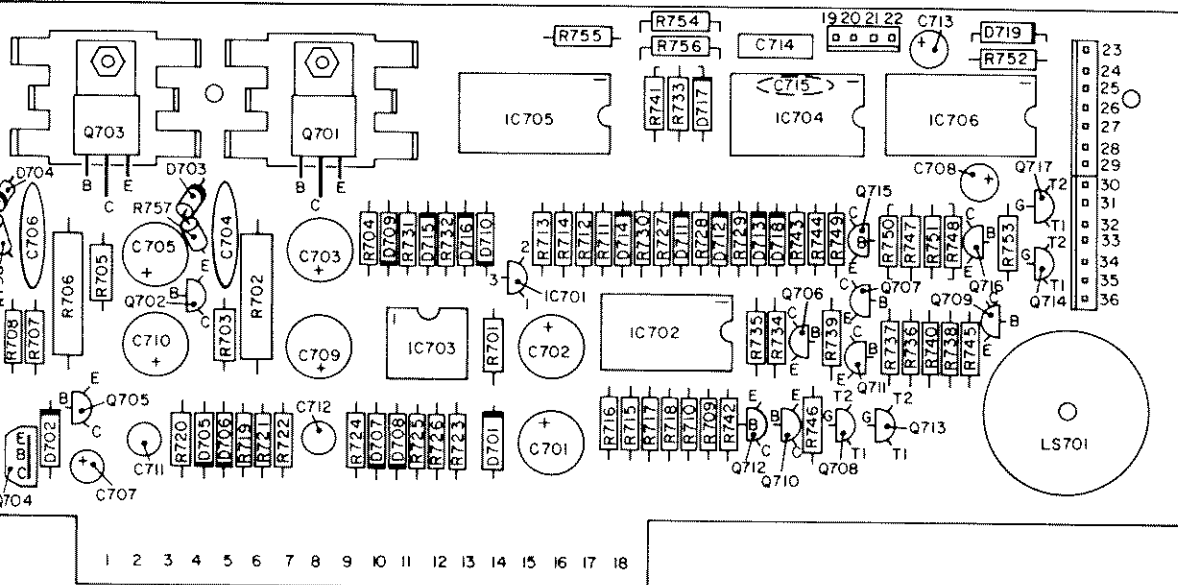 R754
19 20 21 22
C713
R755
R756
C714
D719
R752
23
24
25
26
27
28
29
Q703
Q701
IC705
R741
R733
D717
C715
IC704
IC706
B C E
B C E
D704
D703
R757
C708
Q717
T2
G
T1
30
31
32
33
34
35
36
C706
R706
R705
C705
C704
R702
C703
R704
D709
R731
D715
R732
D716
D710
2
3
1
IC701
R713
R714
R712
R711
D714
R730
R727
D711
R728
D712
R729
D713
D718
R743
R744
R749
Q715
C
B
E
R750
R747
R751
R748
C
B
E
Q716
R753
T2
G
T1
Q714
Q702
E
B
C
R708
R707
C710
R703
C709
IC703
R701
C702
IC702
R735
R734
Q706
C
B
E
R739
Q707
C
B
E
Q711
C
B
E
R737
R736
R740
R738
R745
Q709
C
B
E
Q705
E
B
C
D702
E
B
C
Q704
C707
C711
R720
D705
D706
R719
R721
R722
C712
R724
D707
D708
R725
R726
R723
D701
C701
R716
R715
R717
R718
R710
R709
R742
E
B
C
Q712
E
B
C
Q710
R746
T2
G
T1
Q708
T2
G
T1
Q713
LS701
1 2 3 4 5 6 7 8 9 10 11 12 13 14 15 16 17 18